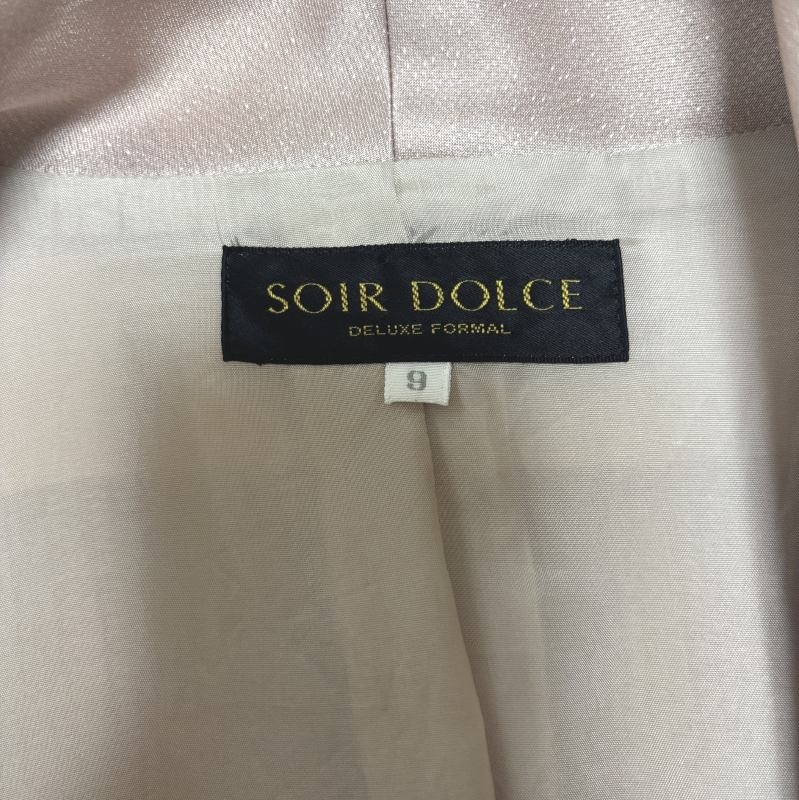 SOIR DOLCE
DELUXE FORMAL
9